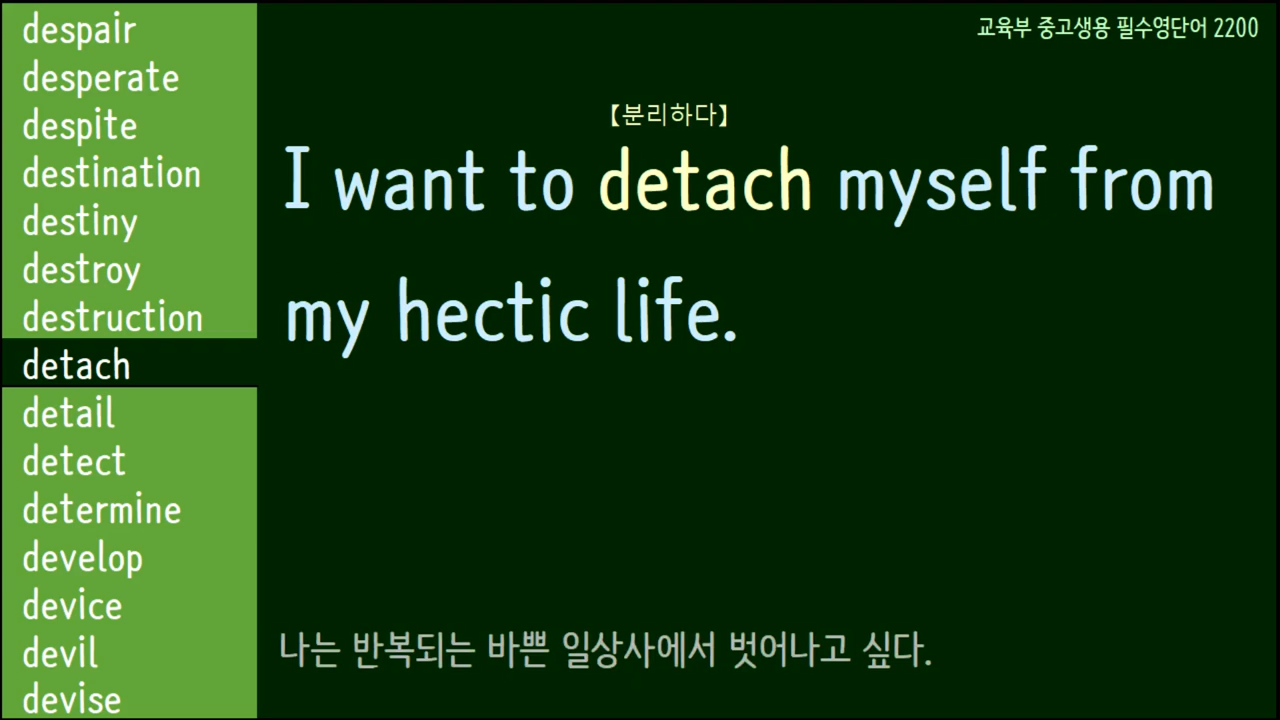 despair
desperate
despite
destination
destiny
destroy
destruction
detach
detail
detect
determine
develop
device
devil
devise
교육부 중고생용 필수영단어 2200
【분리하다】
I want to detach myself from
my hectic life.
나는 반복되는 바쁜 일상사에서 벗어나고 싶다.